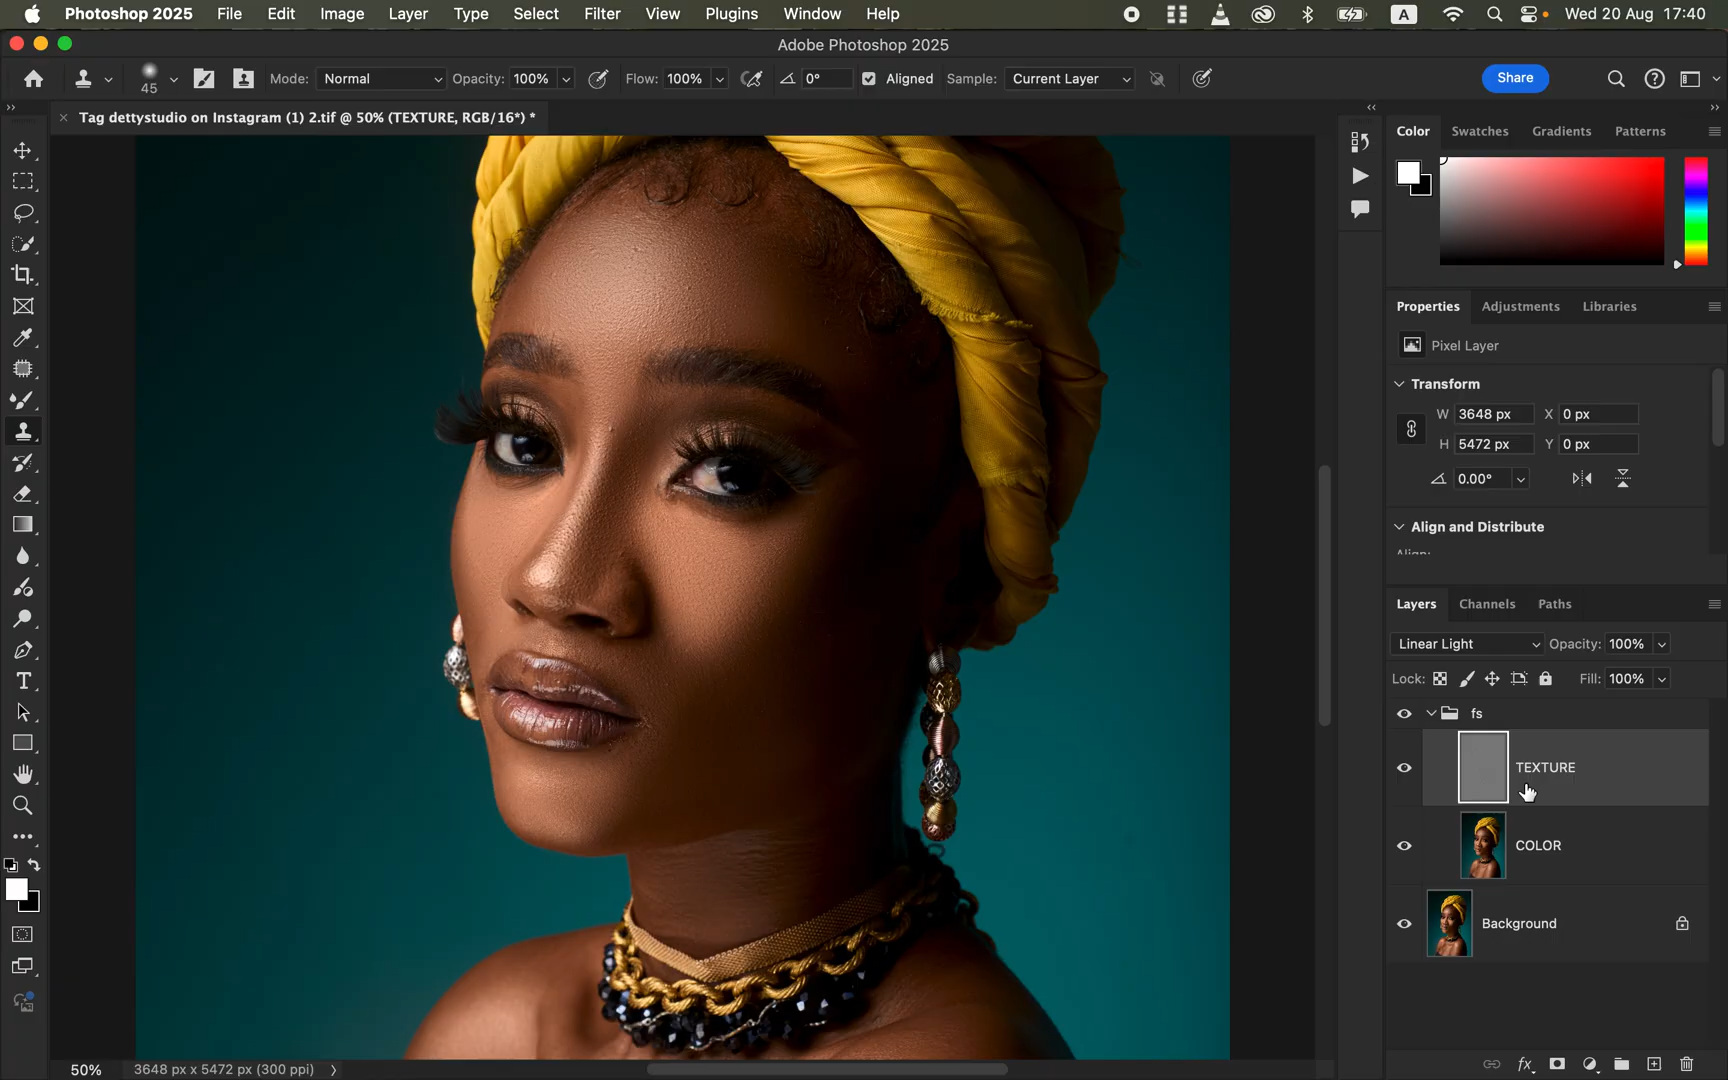 Photoshop 2025 File Edit Image Layer Type Select Filter View Plugins Window Help A Wed 20 Aug 17:40
Adobe Photoshop 2025
45 Mode: Normal Opacity: 100% Flow: 100% 0° Aligned Sample: Current Layer Share
Tag dettystudio on Instagram (1) 2.tif @ 50% (TEXTURE, RGB/16*) *
Color Swatches Gradients Patterns
Properties Adjustments Libraries
Pixel Layer
Transform
W 3648 px X 0 px
H 5472 px Y 0 px
0.00°
Align and Distribute
Align:
Layers Channels Paths
Linear Light Opacity: 100%
Lock: Fill: 100%
fs
TEXTURE
COLOR
Background
fx
50% 3648 px x 5472 px (300 ppi)